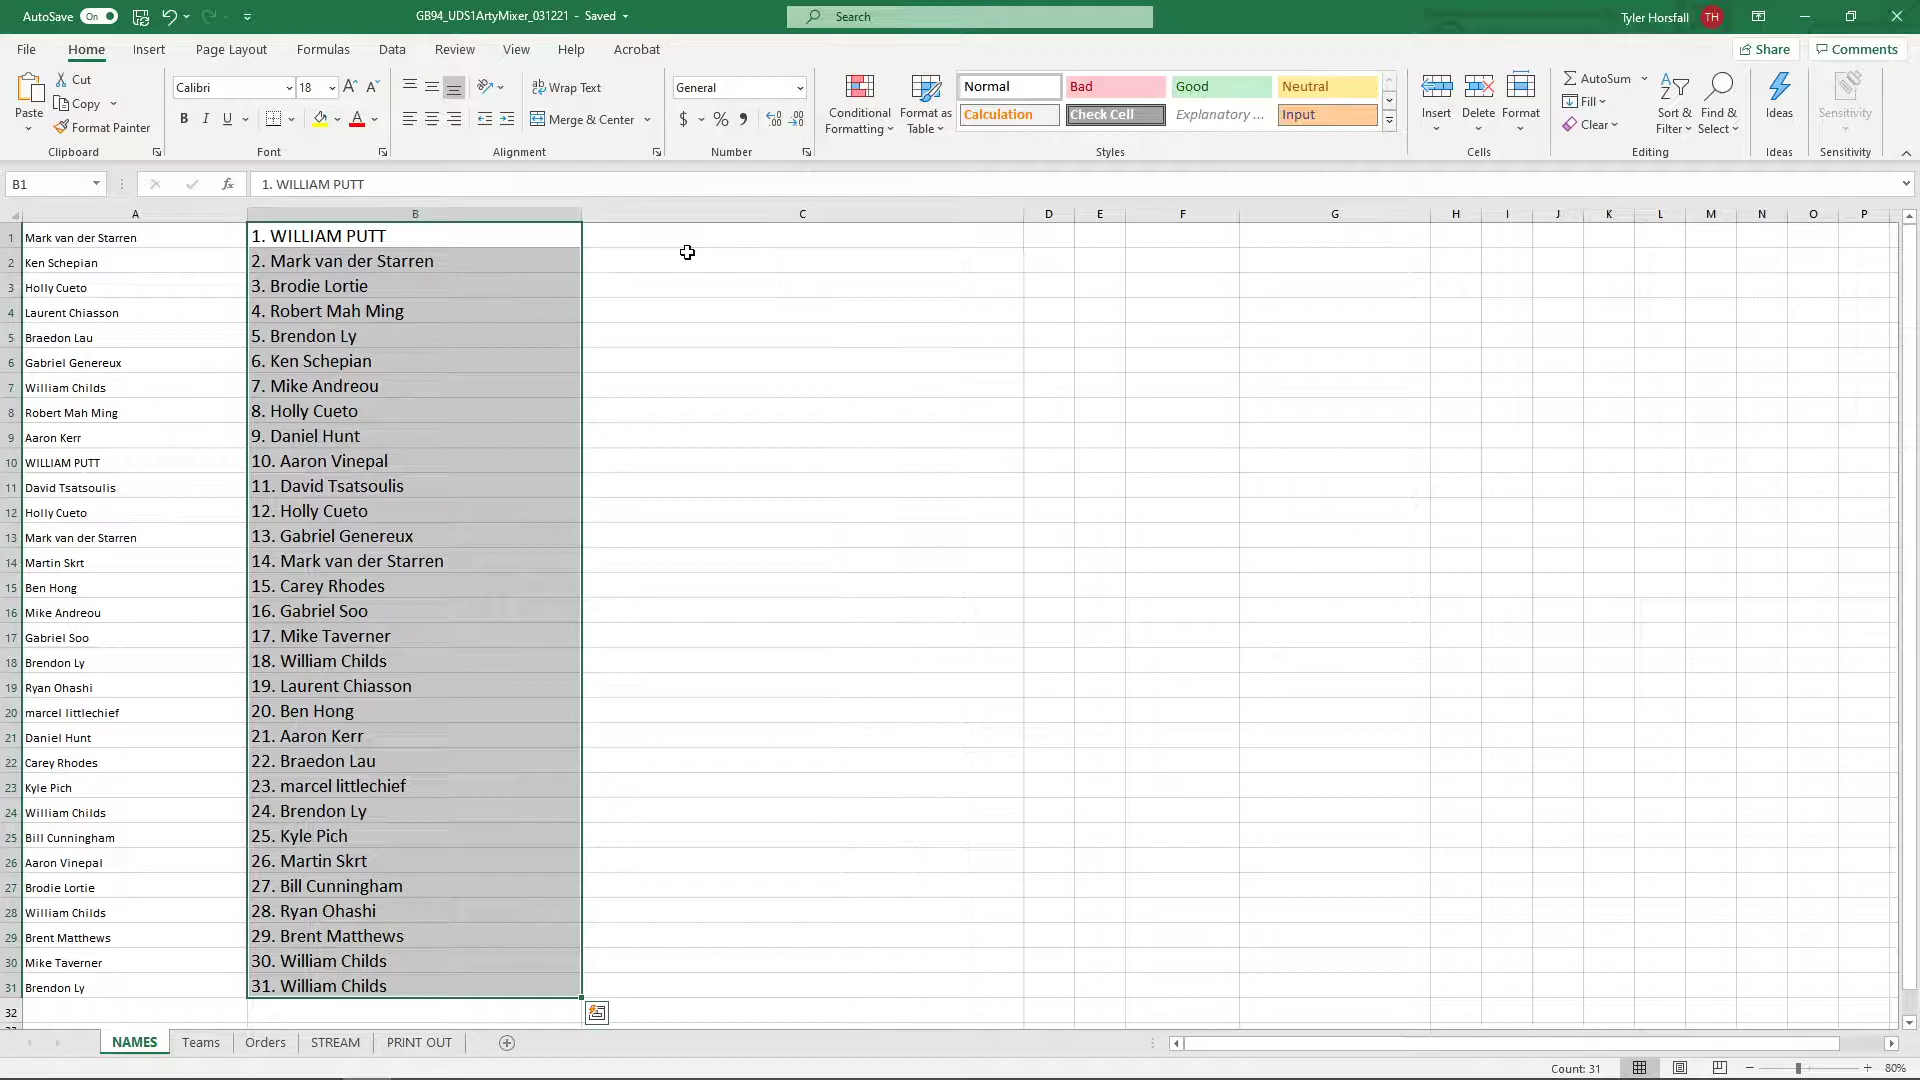 AutoSave On GB94_UDS1ArtyMixer_031221 - Saved Search Tyler Horsfall TH
File Home Insert Page Layout Formulas Data Review View Help Acrobat Share Comments
Cut
Copy
Format Painter
Paste
Clipboard
Calibri 18
B I U
Font
Wrap Text
Merge & Center
Alignment
General
$ % 9
Number
Conditional Formatting
Format as Table
Normal Bad Good Neutral
Calculation Check Cell Explanatory ... Input
Styles
Insert Delete Format
Cells
AutoSum
Fill
Clear
Sort & Filter
Find & Select
Editing
Ideas
Ideas
Sensitivity
Sensitivity
B1 fx 1. WILLIAM PUTT
A B C D E F G H I J K L M N O P
1 Mark van der Starren 1. WILLIAM PUTT
2 Ken Schepian 2. Mark van der Starren
3 Holly Cueto 3. Brodie Lortie
4 Laurent Chiasson 4. Robert Mah Ming
5 Braedon Lau 5. Brendon Ly
6 Gabriel Genereux 6. Ken Schepian
7 William Childs 7. Mike Andreou
8 Robert Mah Ming 8. Holly Cueto
9 Aaron Kerr 9. Daniel Hunt
10 WILLIAM PUTT 10. Aaron Vinepal
11 David Tsatsoulis 11. David Tsatsoulis
12 Holly Cueto 12. Holly Cueto
13 Mark van der Starren 13. Gabriel Genereux
14 Martin Skrt 14. Mark van der Starren
15 Ben Hong 15. Carey Rhodes
16 Mike Andreou 16. Gabriel Soo
17 Gabriel Soo 17. Mike Taverner
18 Brendon Ly 18. William Childs
19 Ryan Ohashi 19. Laurent Chiasson
20 marcel littlechief 20. Ben Hong
21 Daniel Hunt 21. Aaron Kerr
22 Carey Rhodes 22. Braedon Lau
23 Kyle Pich 23. marcel littlechief
24 William Childs 24. Brendon Ly
25 Bill Cunningham 25. Kyle Pich
26 Aaron Vinepal 26. Martin Skrt
27 Brodie Lortie 27. Bill Cunningham
28 William Childs 28. Ryan Ohashi
29 Brent Matthews 29. Brent Matthews
30 Mike Taverner 30. William Childs
31 Brendon Ly 31. William Childs
32
NAMES Teams Orders STREAM PRINT OUT
Count: 31 80%